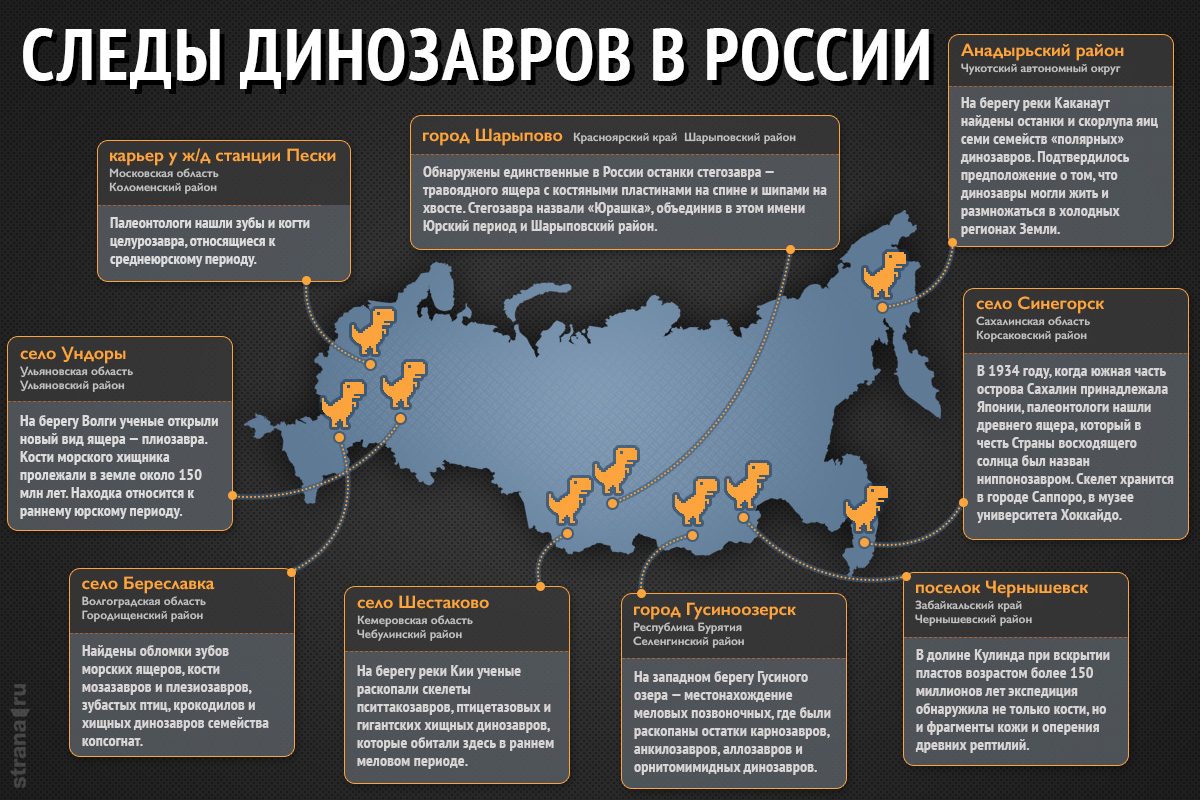 СЛЕДЫ ДИНОЗАВРОВ В РОССИИ
Анадырьский район
Чукотский автономный округ
На берегу реки Каканаут
найдены останки и скорлупа яиц
семи семейств «полярных»
динозавров. Подтвердилось
предположение о том, что
динозавры могли жить и
размножаться в холодных
регионах Земли.
город Шарыпово Красноярский край Шарыповский район
Обнаружены единственные в России останки стегозавра —
травоядного ящера с костяными пластинами на спине и шипами на
хвосте. Стегозавра назвали «Юрашка», объединив в этом имени
Юрский период и Шарыповский район.
карьер у ж/д станции Пески
Московская область
Коломенский район
Палеонтологи нашли зубы и когти
целурозавра, относящиеся к
среднеюрскому периоду.
село Синегорск
Сахалинская область
Корсаковский район
В 1934 году, когда южная часть
острова Сахалин принадлежала
Японии, палеонтологи нашли
древнего ящера, который в
честь Страны восходящего
солнца был назван
ниппонозавром. Скелет хранится
в городе Саппоро, в музее
университета Хоккайдо.
село Ундоры
Ульяновская область
Ульяновский район
На берегу Волги ученые открыли
новый вид ящера — плиозавра.
Кости морского хищника
пролежали в земле около 150
млн лет. Находка относится к
раннему юрскому периоду.
село Береславка
Волгоградская область
Городищенский район
Найдены обломки зубов
морских ящеров, кости
мозазавров и плезиозавров,
зубастых птиц, крокодилов и
хищных динозавров семейства
копсогнат.
село Шестаково
Кемеровская область
Чебулинский район
На берегу реки Кии ученые
раскопали скелеты
пситтакозавров, птицетазовых и
гигантских хищных динозавров,
которые обитали здесь в раннем
меловом периоде.
город Гусиноозерск
Республика Бурятия
Селенгинский район
На западном берегу Гусиного
озера — местонахождение
меловых позвоночных, где были
раскопаны остатки карнозавров,
анкилозавров, аллозавров и
орнитомимидных динозавров.
поселок Чернышевск
Забайкальский край
Чернышевский район
В долине Кулинда при вскрытии
пластов возрастом более 150
миллионов лет экспедиция
обнаружила не только кости, но
и фрагменты кожи и оперения
древних рептилий.
strana.ru